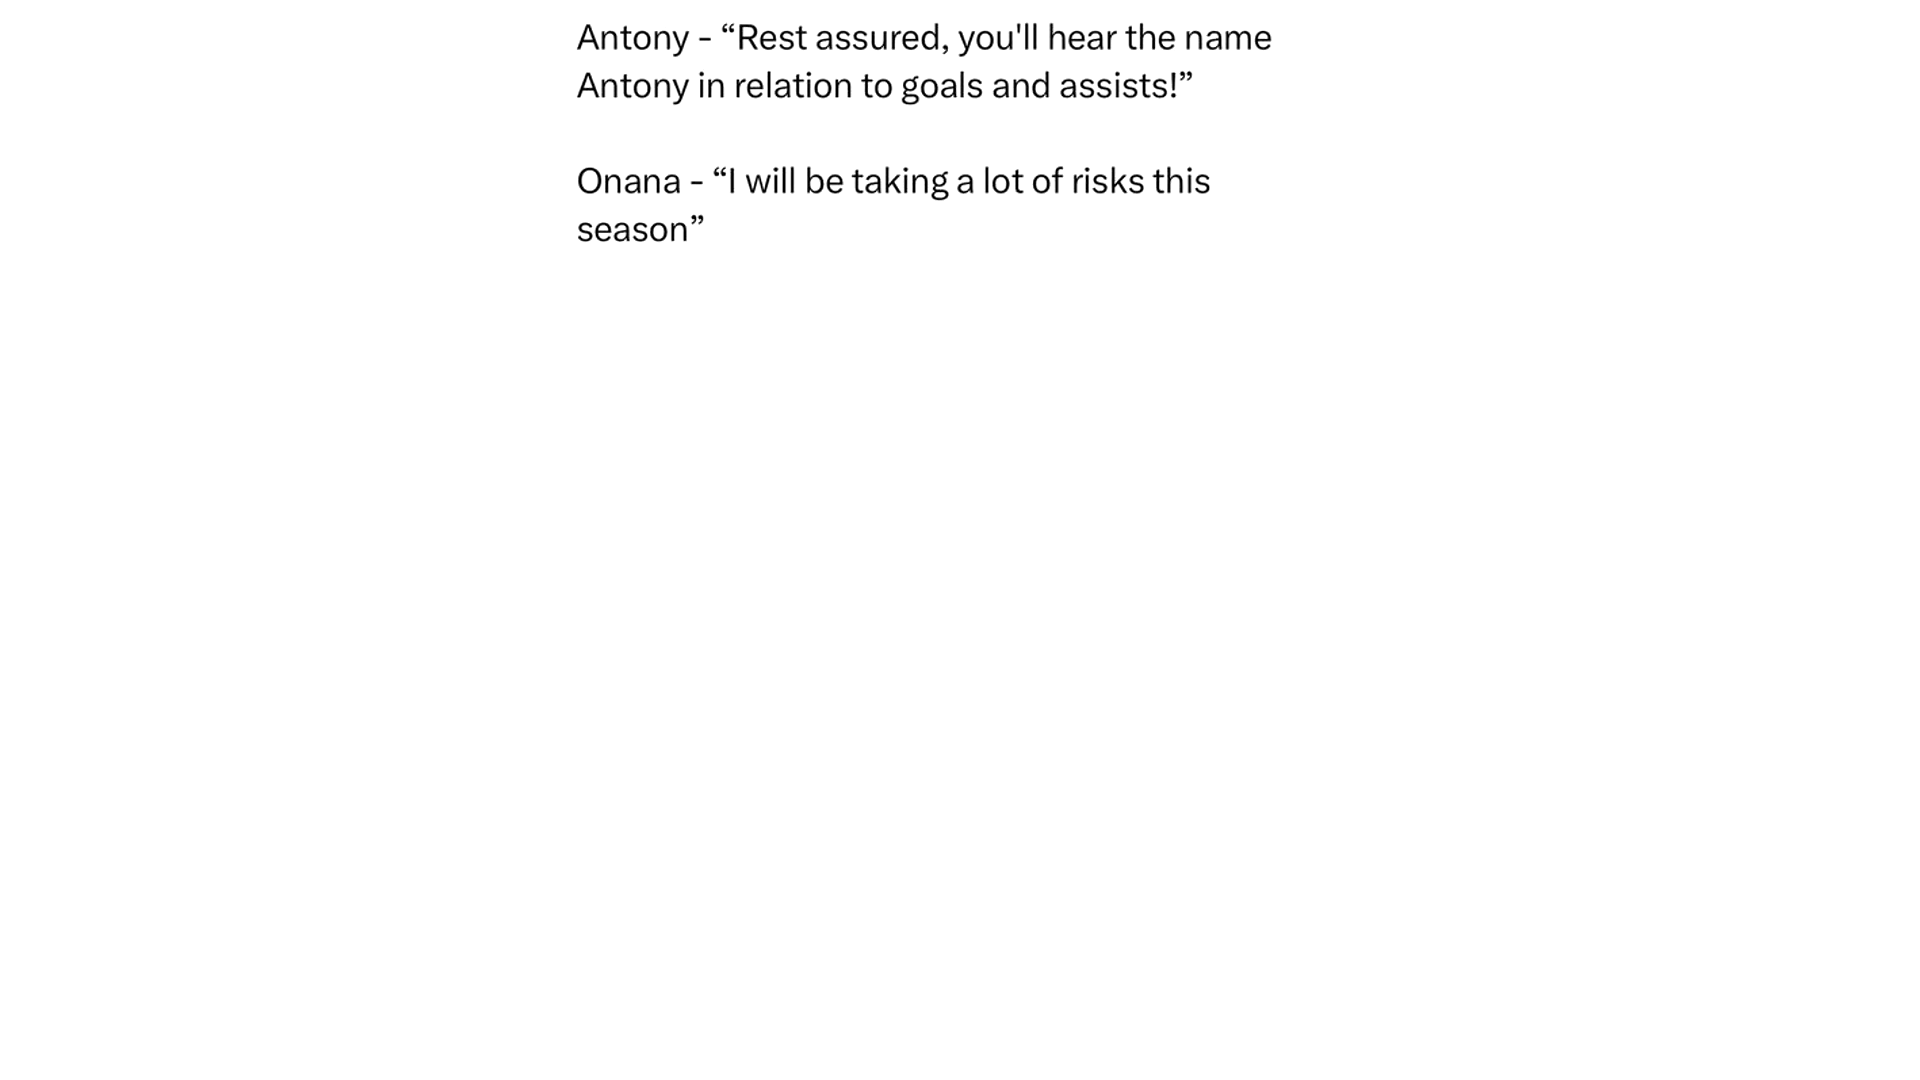 Antony - “Rest assured, you'll hear the name
Antony in relation to goals and assists!”
Onana - “I will be taking a lot of risks this
season”